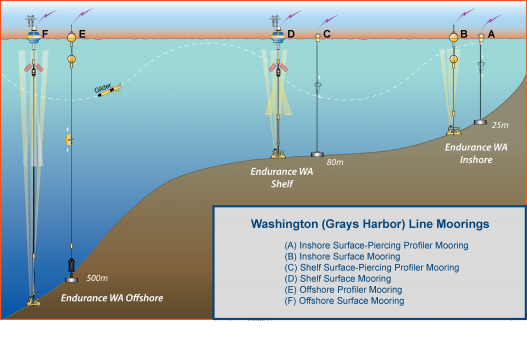 F E D C B A
Glider
25m
80m
Endurance WA
Inshore
Endurance WA
Shelf
500m
Endurance WA Offshore
Washington (Grays Harbor) Line Moorings
(A) Inshore Surface-Piercing Profiler Mooring
(B) Inshore Surface Mooring
(C) Shelf Surface-Piercing Profiler Mooring
(D) Shelf Surface Mooring
(E) Offshore Profiler Mooring
(F) Offshore Surface Mooring